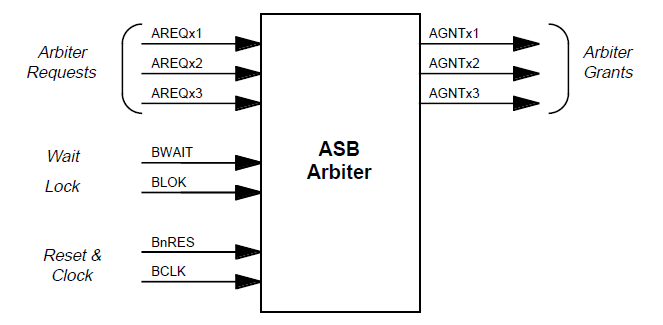 Arbiter
Requests
AREQx1
AREQx2
AREQx3
Wait
BWAIT
Lock
BLOK
Reset &
Clock
BnRES
BCLK
ASB
Arbiter
AGNTx1
AGNTx2
AGNTx3
Arbiter
Grants